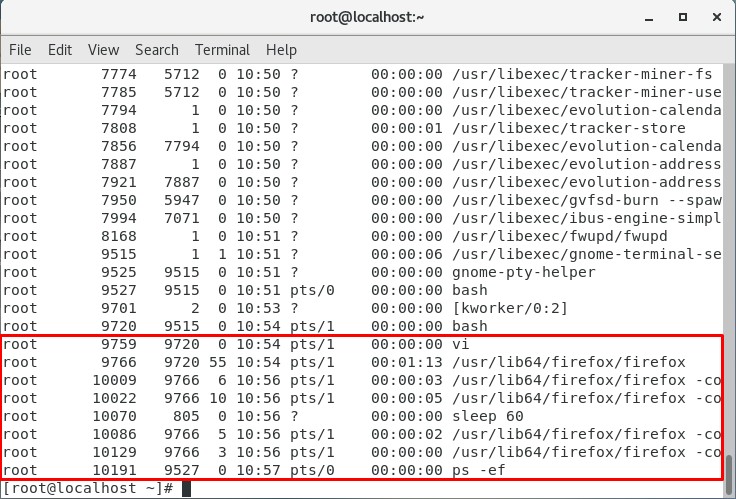 root@localhost:~
File Edit View Search Terminal Help
root 7774 5712 0 10:50 ? 00:00:00 /usr/libexec/tracker-miner-fs
root 7785 5712 0 10:50 ? 00:00:00 /usr/libexec/tracker-miner-use
root 7794 1 0 10:50 ? 00:00:00 /usr/libexec/evolution-calenda
root 7808 1 0 10:50 ? 00:00:01 /usr/libexec/tracker-store
root 7856 7794 0 10:50 ? 00:00:00 /usr/libexec/evolution-calenda
root 7887 1 0 10:50 ? 00:00:00 /usr/libexec/evolution-address
root 7921 7887 0 10:50 ? 00:00:00 /usr/libexec/evolution-address
root 7950 5947 0 10:50 ? 00:00:00 /usr/libexec/gvfsd-burn --spaw
root 7994 7071 0 10:50 ? 00:00:00 /usr/libexec/ibus-engine-simpl
root 8168 1 0 10:51 ? 00:00:00 /usr/libexec/fwupd/fwupd
root 9515 1 1 10:51 ? 00:00:06 /usr/libexec/gnome-terminal-se
root 9525 9515 0 10:51 ? 00:00:00 gnome-pty-helper
root 9527 9515 0 10:51 pts/0 00:00:00 bash
root 9701 2 0 10:53 ? 00:00:00 [kworker/0:2]
root 9720 9515 0 10:54 pts/1 00:00:00 bash
root 9759 9720 0 10:54 pts/1 00:00:00 vi
root 9766 9720 55 10:54 pts/1 00:01:13 /usr/lib64/firefox/firefox
root 10009 9766 6 10:56 pts/1 00:00:03 /usr/lib64/firefox/firefox -co
root 10022 9766 10 10:56 pts/1 00:00:05 /usr/lib64/firefox/firefox -co
root 10070 805 0 10:56 ? 00:00:00 sleep 60
root 10086 9766 5 10:56 pts/1 00:00:02 /usr/lib64/firefox/firefox -co
root 10129 9766 3 10:56 pts/1 00:00:00 /usr/lib64/firefox/firefox -co
root 10191 9527 0 10:57 pts/0 00:00:00 ps -ef
[root@localhost ~]#